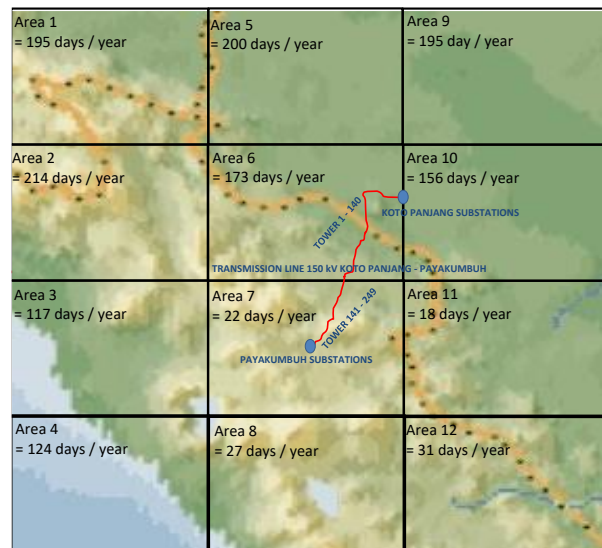 Area 1
= 195 days / year
Area 5
= 200 days / year
Area 9
= 195 day / year
Area 2
= 214 days / year
Area 6
= 173 days / year
Area 10
= 156 days / year
KOTO PANJANG SUBSTATIONS
TOWER 1 - 140
TRANSMISSION LINE 150 kV KOTO PANJANG - PAYAKUMBUH
Area 3
= 117 days / year
Area 7
= 22 days / year
Area 11
= 18 days / year
TOWER 141 - 249
PAYAKUMBUH SUBSTATIONS
Area 4
= 124 days / year
Area 8
= 27 days / year
Area 12
= 31 days / year